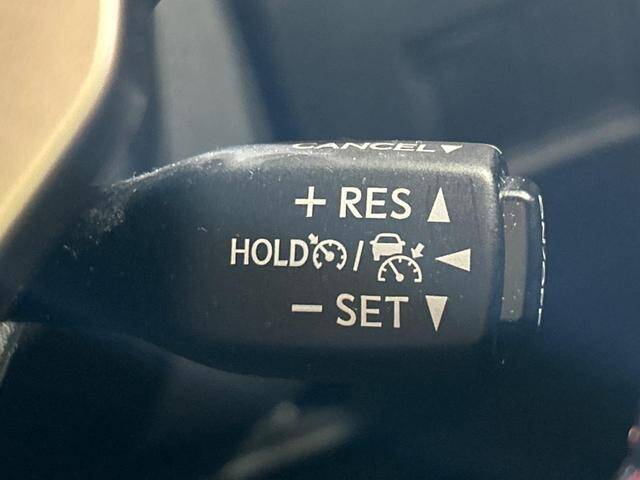 CANCEL
+ RES
HOLD /
− SET